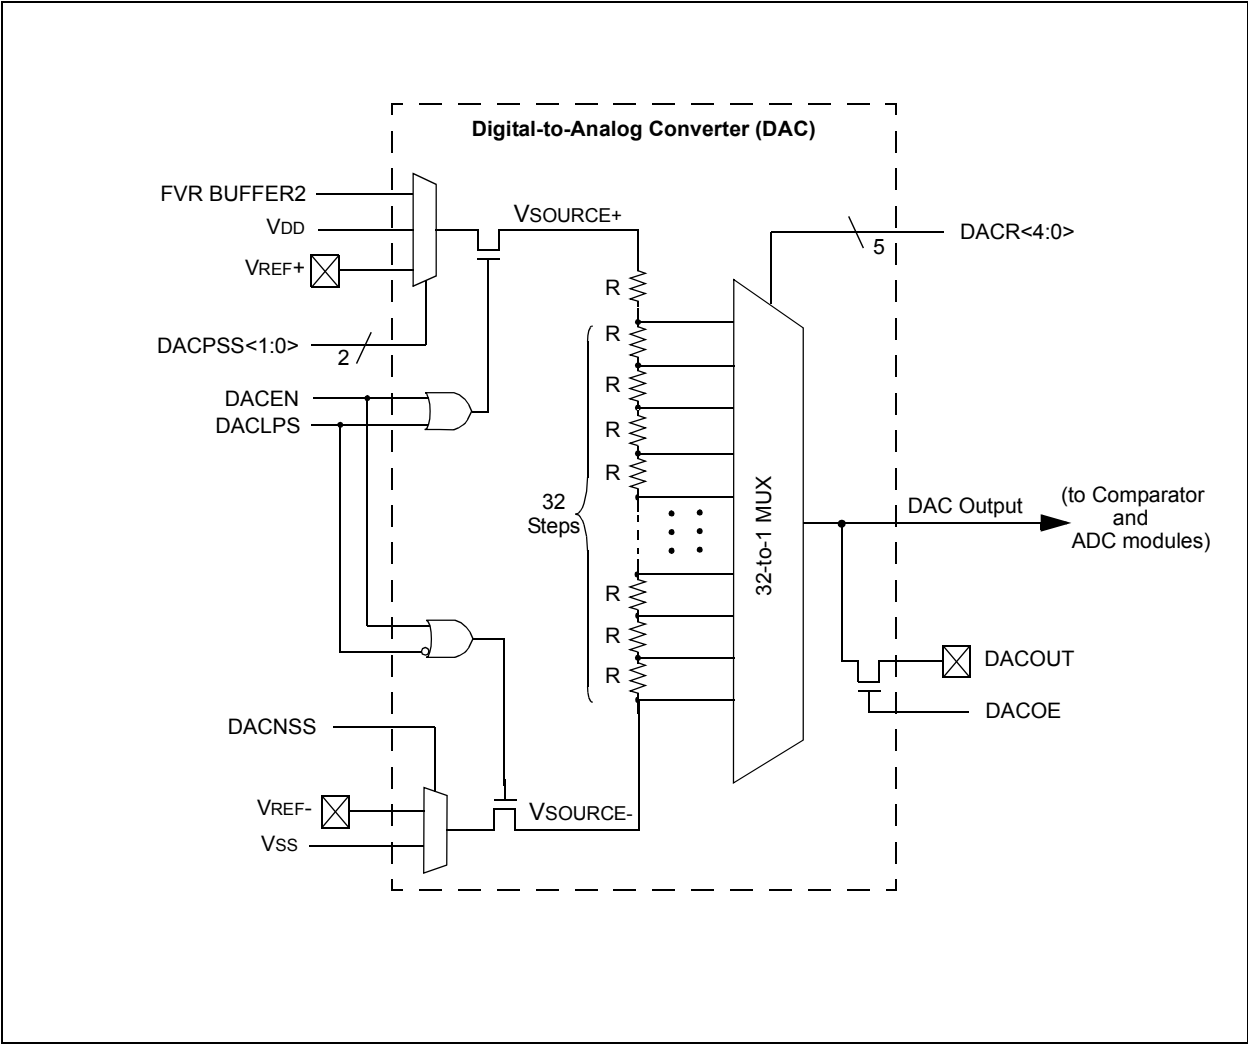 Digital-to-Analog Converter (DAC)
FVR BUFFER2
VDD
VREF+
DACPSS<1:0>
2
DACEN
DACLPS
VSOURCE+
R
R
R
R
R
32
Steps
R
R
R
32-to-1 MUX
5
DACR<4:0>
DAC Output
(to Comparator
and
ADC modules)
DACOUT
DACOE
DACNSS
VREF-
VSS
VSOURCE-